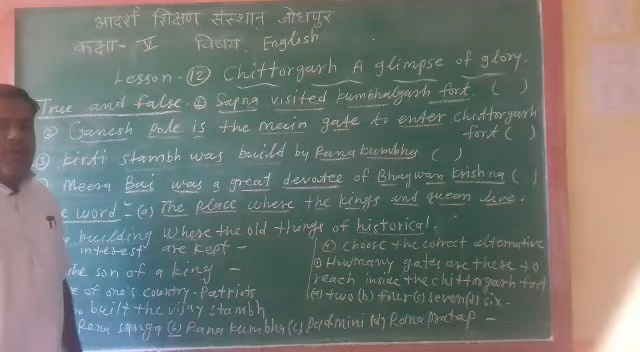 आदर्श शिक्षण संस्थान जोधपुर
कक्षा- V विषय. English
Lesson-(12) Chittorgarh A glimpse of glory.
True and false- (1) Sapna visited kumbhalgarh fort. ( )
(2) Ganesh pole is the mein gate to enter chittorgarh
fort ( )
(3) Kirti stambh was build by Rana kumbha ( )
Meera Bai was a great devotee of Bhagwan krishna ( )
word - (a) The place where the kings and queen live.
building where the old things of historical.
interest are kept -
the son of a king -
of one's country - Patriots
built the vijay stambh
Rana sanga (b) Rana kumbha (c) Padmini (d) Rana pratap -
(4) choose the correct alternative
(1) How many gates are there to
reach inside the chittorgarh fort
(a) two (b) four (c) seven (d) six -